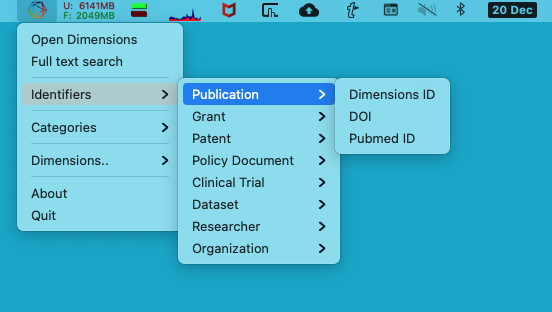 U: 6141MB
F: 2049MB
20 Dec
Open Dimensions
Full text search
Identifiers
Categories
Dimensions..
About
Quit
Publication
Grant
Patent
Policy Document
Clinical Trial
Dataset
Researcher
Organization
Dimensions ID
DOI
Pubmed ID